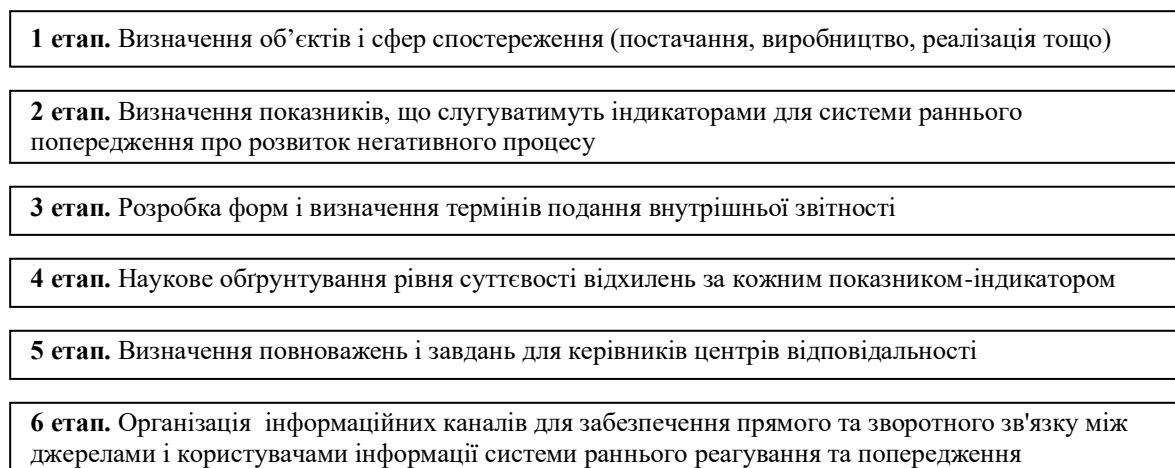 1 етап. Визначення об’єктів і сфер спостереження (постачання, виробництво, реалізація тощо)
2 етап. Визначення показників, що слугуватимуть індикаторами для системи раннього
попередження про розвиток негативного процесу
3 етап. Розробка форм і визначення термінів подання внутрішньої звітності
4 етап. Наукове обґрунтування рівня суттєвості відхилень за кожним показником-індикатором
5 етап. Визначення повноважень і завдань для керівників центрів відповідальності
6 етап. Організація  інформаційних каналів для забезпечення прямого та зворотного зв'язку між
джерелами і користувачами інформації системи раннього реагування та попередження